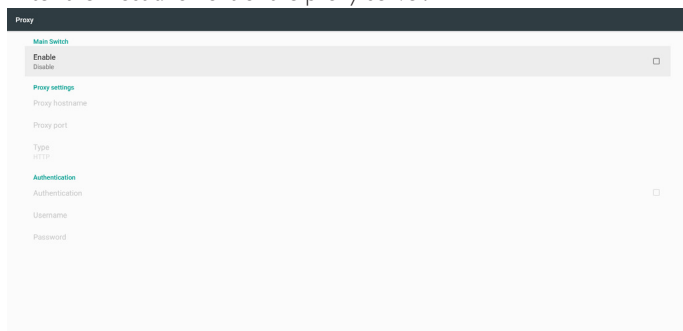 Proxy
Main Switch
Enable
Disable
Proxy settings
Proxy hostname
Proxy port
Type
HTTP
Authentication
Authentication
Username
Password